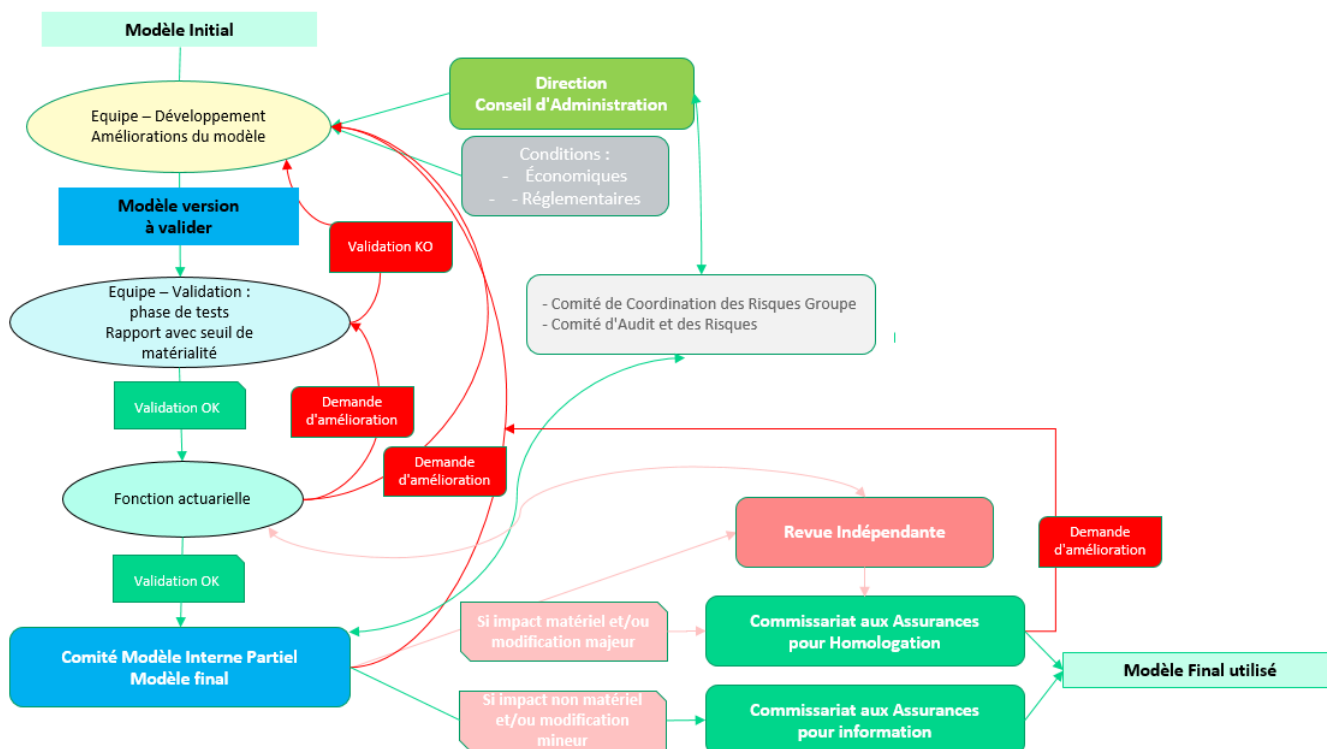 Modèle Initial
Direction
Conseil d'Administration
Equipe – Développement
Améliorations du modèle
Conditions :
- Économiques
- - Réglementaires
Modèle version
à valider
Validation KO
Equipe – Validation :
phase de tests
Rapport avec seuil de
matérialité
- Comité de Coordination des Risques Groupe
- Comité d'Audit et des Risques
Validation OK
Demande
d'amélioration
Demande
d'amélioration
Fonction actuarielle
Revue Indépendante
Demande
d'amélioration
Validation OK
Si impact matériel et/ou
modification majeur
Commissariat aux Assurances
pour Homologation
Comité Modèle Interne Partiel
Modèle final
Modèle Final utilisé
Si impact non matériel
et/ou modification
mineur
Commissariat aux Assurances
pour information